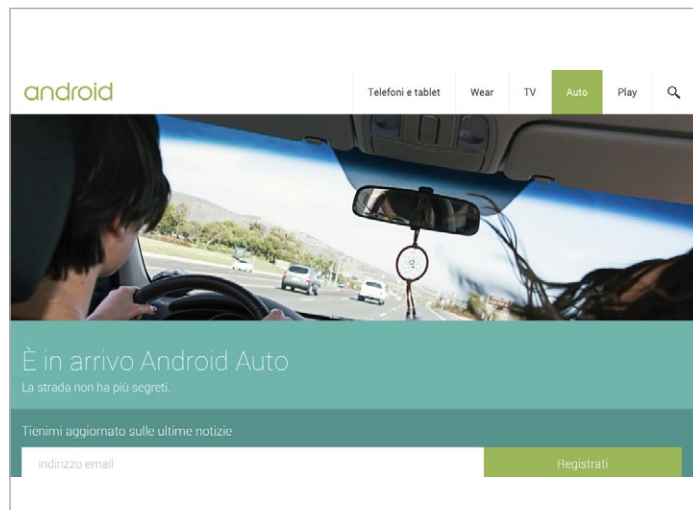 android
Telefoni e tablet Wear TV Auto Play
È in arrivo Android Auto
La strada non ha più segreti.
Tienimi aggiornato sulle ultime notizie
indirizzo email Registrati